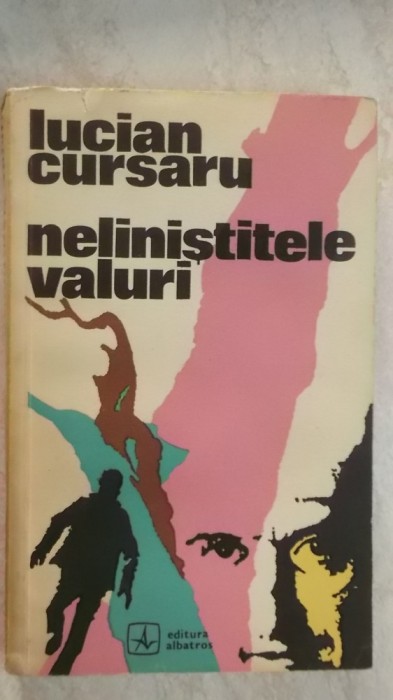 lucian
cursaru
neliniștitele
valuri
editura
albatros